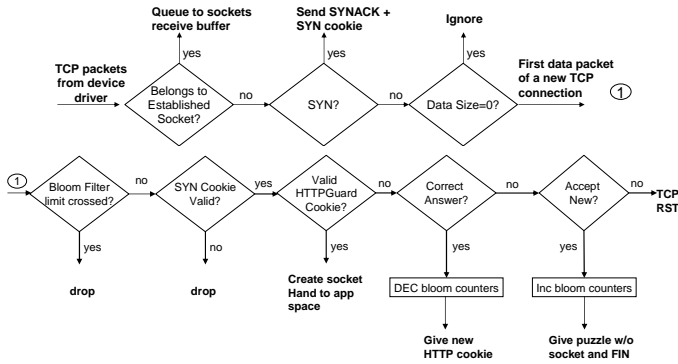 Queue to sockets
receive buffer
Send SYNACK +
SYN cookie
Ignore
yes
yes
yes
TCP packets
from device
driver
Belongs to
Established
Socket?
no
SYN?
no
Data Size=0?
First data packet
of a new TCP
connection
1
1
Bloom Filter
limit crossed?
no
SYN Cookie
Valid?
yes
Valid
HTTPGuard
Cookie?
no
Correct
Answer?
no
Accept
New?
no
TCP
RST
yes
no
yes
yes
yes
drop
drop
Create socket
Hand to app
space
DEC bloom counters
Inc bloom counters
Give new
HTTP cookie
Give puzzle w/o
socket and FIN